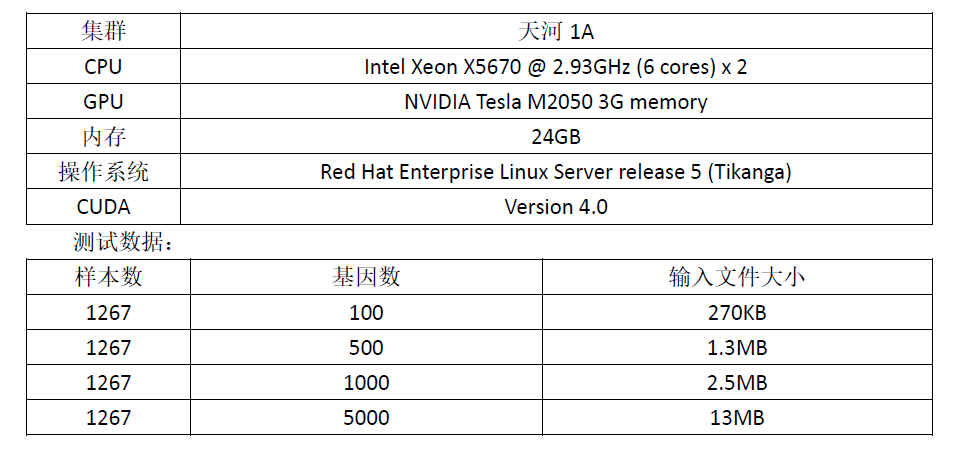 集群 天河 1A
CPU Intel Xeon X5670 @ 2.93GHz (6 cores) x 2
GPU NVIDIA Tesla M2050 3G memory
内存 24GB
操作系统 Red Hat Enterprise Linux Server release 5 (Tikanga)
CUDA Version 4.0
测试数据：
样本数 基因数 输入文件大小
1267 100 270KB
1267 500 1.3MB
1267 1000 2.5MB
1267 5000 13MB